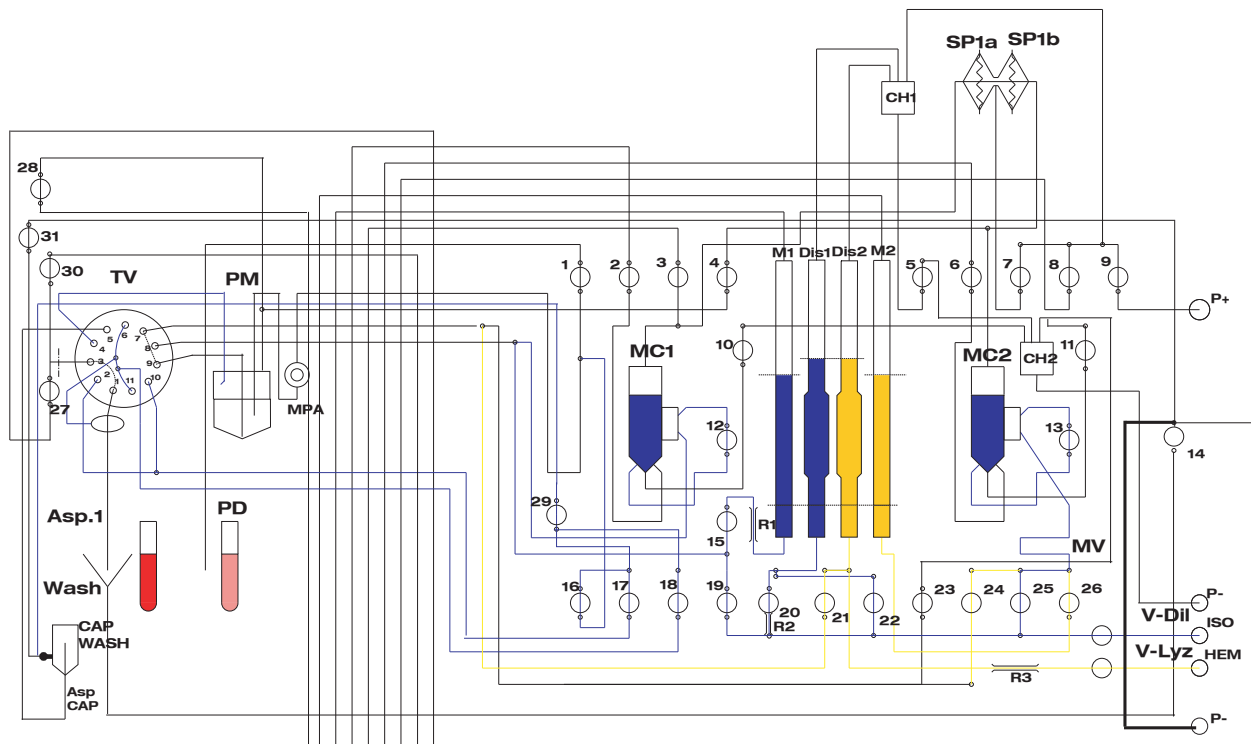 SP1a SP1b
CH1
28
31
30
TV PM
1 2 3 4
M1 Dis1 Dis2 M2
5 6 7 8 9
P+
5 6 7
4 8
3 9
2 1 11 10
27
MPA
MC1
10
MC2
CH2
11
12
13
14
Asp.1
PD
29
15
R1
MV
Wash
16 17 18 19
20
R2
21
22
23 24 25 26
P-
V-Dil
ISO
V-Lyz
HEM
R3
CAP
WASH
Asp
CAP
P-